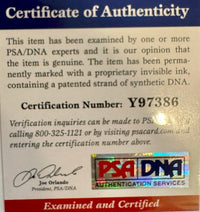 Certificate of Authenticity
This item has been examined by one or more
PSA/DNA experts and it is our opinion that
the item is genuine. The item has been perma-
nently marked with a proprietary invisible ink,
containing a patented strand of synthetic DNA.
Certification Number: Y97386
Verification inquiries can be made to PS
calling 800-325-1121 or by visiting psacard.com and
entering the certification number above.
Joe Orlando
President, PSA/DNA
PSA DNA
AUTHENTICATION SERVICES
Examined and Certified